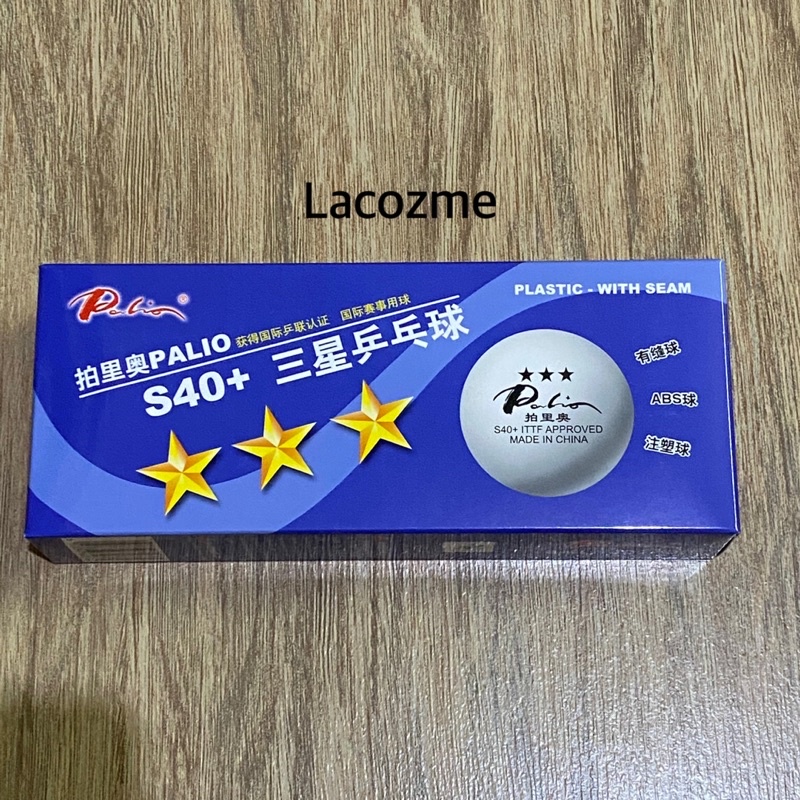 Lacozme
Palio®
PLASTIC - WITH SEAM
拍里奥PALIO 获得国际乒联认证 国际赛事用球
S40+ 三星乒乓球
Palio
拍里奥
S40+ ITTF APPROVED
MADE IN CHINA
有缝球
ABS球
注塑球